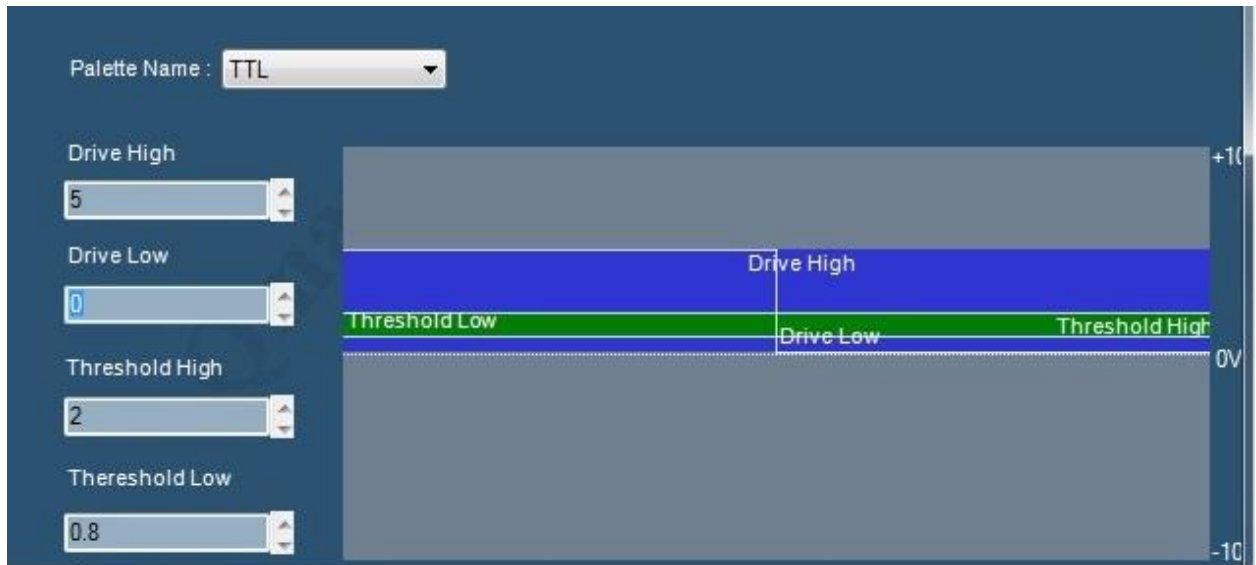 Palette Name : TTL
Drive High
5
Drive Low
0
Threshold High
2
Thereshold Low
0.8
Drive High
Threshold Low
Drive Low
Threshold High
0V
-10